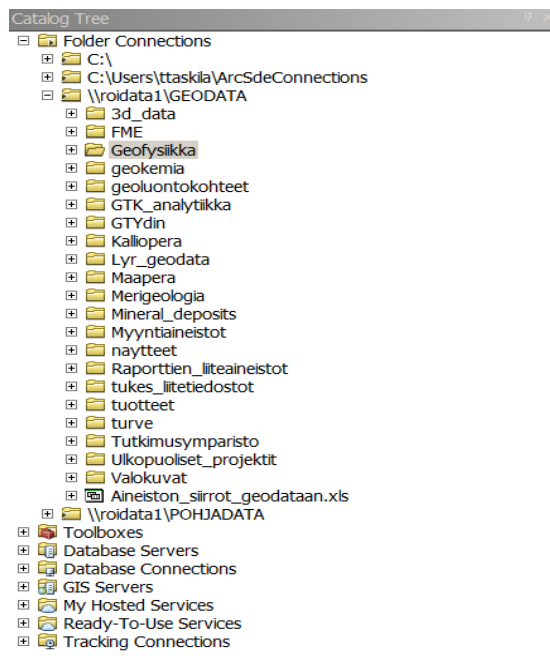 Catalog Tree
Folder Connections
C:\
C:\Users\ttaskila\ArcSdeConnections
\\roidata1\GEODATA
3d_data
FME
Geofysiikka
geokemia
geoluontokohteet
GTK_analytiikka
GTYdin
Kalliopera
Lyr_geodata
Maapera
Merigeologia
Mineral_deposits
Myyntiaineistot
naytteet
Raporttien_liiteaineistot
tukes_liitetiedostot
tuotteet
turve
Tutkimusymparisto
Ulkopuoliset_projektit
Valokuvat
Aineiston_siirrot_geodataan.xls
\\roidata1\POHJADATA
Toolboxes
Database Servers
Database Connections
GIS Servers
My Hosted Services
Ready-To-Use Services
Tracking Connections